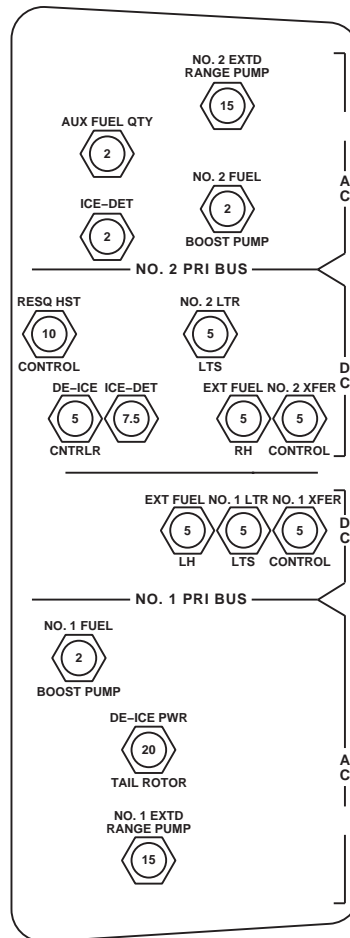 NO. 2 EXTD
RANGE PUMP
15
AUX FUEL QTY
2
NO. 2 FUEL
2
BOOST PUMP
ICE–DET
2
AC
NO. 2 PRI BUS
RESQ HST
10
CONTROL
NO. 2 LTR
5
LTS
DC
DE–ICE ICE–DET
5 7.5
CNTRLR
EXT FUEL NO. 2 XFER
5 5
RH CONTROL
EXT FUEL NO. 1 LTR NO. 1 XFER
5 5 5
LH LTS CONTROL
DC
NO. 1 PRI BUS
NO. 1 FUEL
2
BOOST PUMP
DE–ICE PWR
20
TAIL ROTOR
AC
NO. 1 EXTD
RANGE PUMP
15